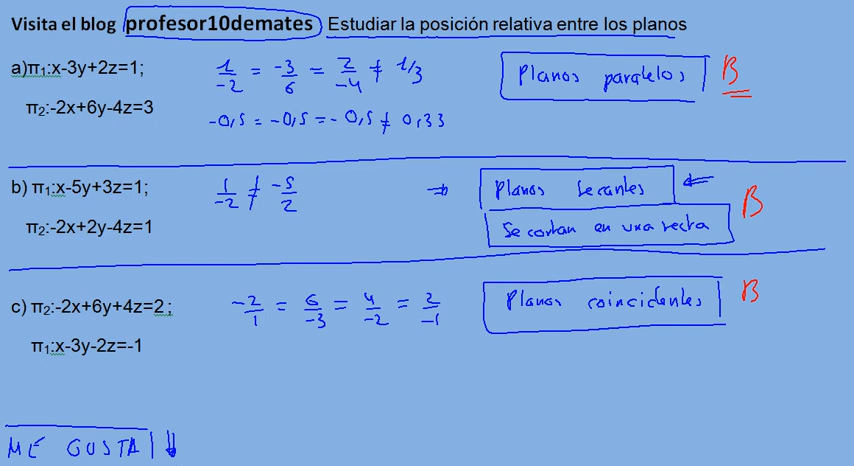 Visita el blog profesor10demates Estudiar la posición relativa entre los planos
a)π1:x-3y+2z=1; 1/-2 = -3/6 = 2/-4 ≠ 1/3 Planos paralelos B
π2:-2x+6y-4z=3 -0,5 = -0,5 = -0,5 ≠ 0,33
b) π1:x-5y+3z=1; 1/-2 ≠ -5/2 ⇒ Planos secantes ⇐ B
π2:-2x+2y-4z=1 Se cortan en una recta
c) π2:-2x+6y+4z=2 ; -2/1 = 6/-3 = 4/-2 = 2/-1 Planos coincidentes B
π1:x-3y-2z=-1
ME GUSTA ⇓